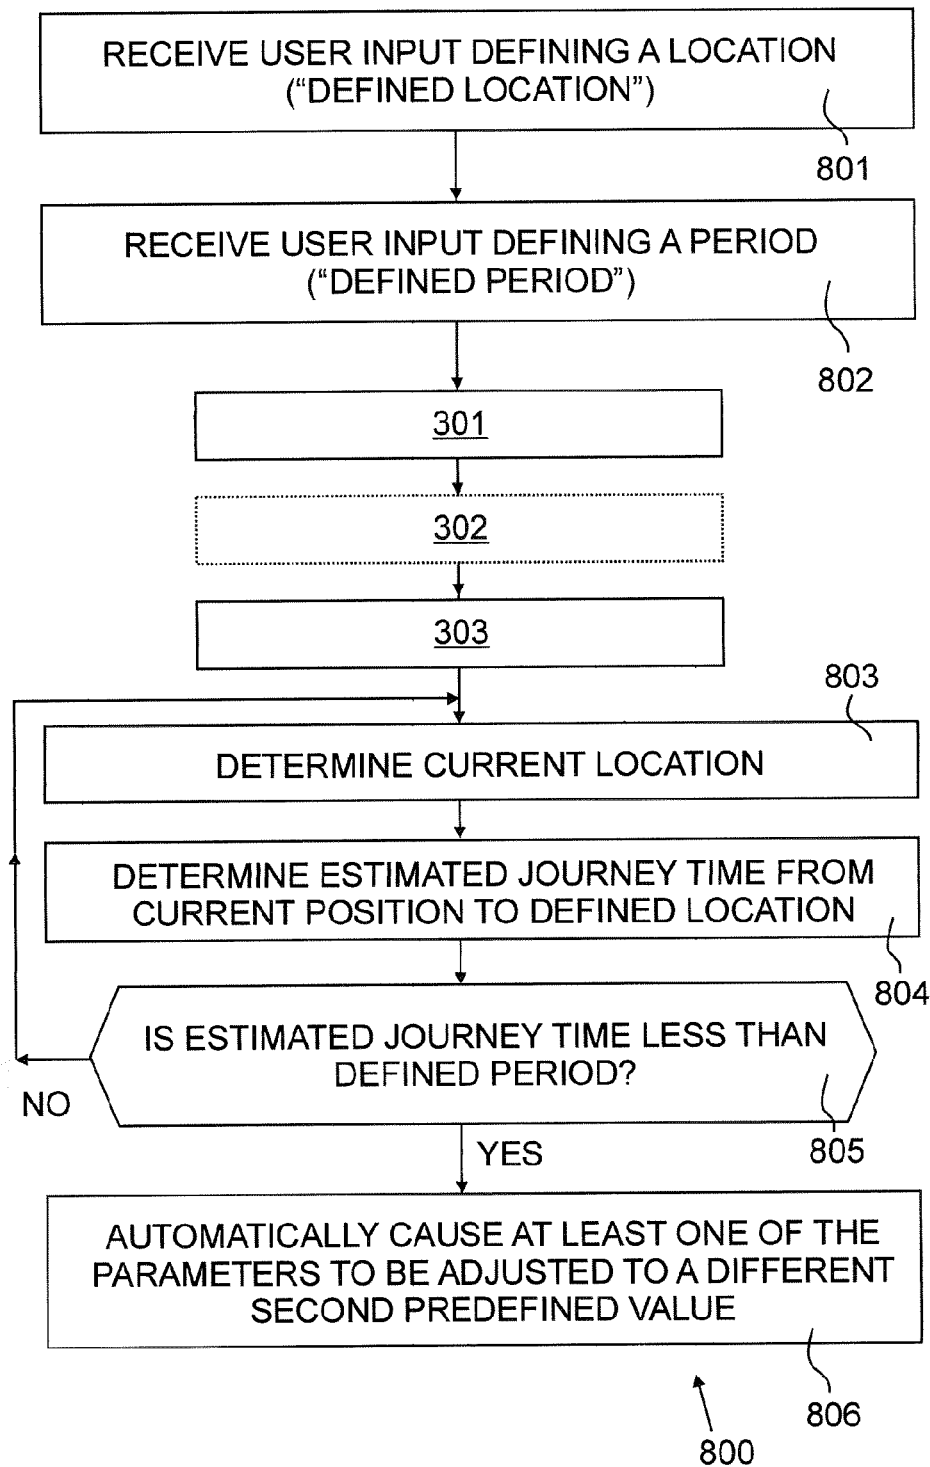 RECEIVE USER INPUT DEFINING A LOCATION
(“DEFINED LOCATION”)
801
RECEIVE USER INPUT DEFINING A PERIOD
(“DEFINED PERIOD”)
802
301
302
303
803
DETERMINE CURRENT LOCATION
DETERMINE ESTIMATED JOURNEY TIME FROM
CURRENT POSITION TO DEFINED LOCATION
804
IS ESTIMATED JOURNEY TIME LESS THAN
DEFINED PERIOD?
NO
805
YES
AUTOMATICALLY CAUSE AT LEAST ONE OF THE
PARAMETERS TO BE ADJUSTED TO A DIFFERENT
SECOND PREDEFINED VALUE
806
800